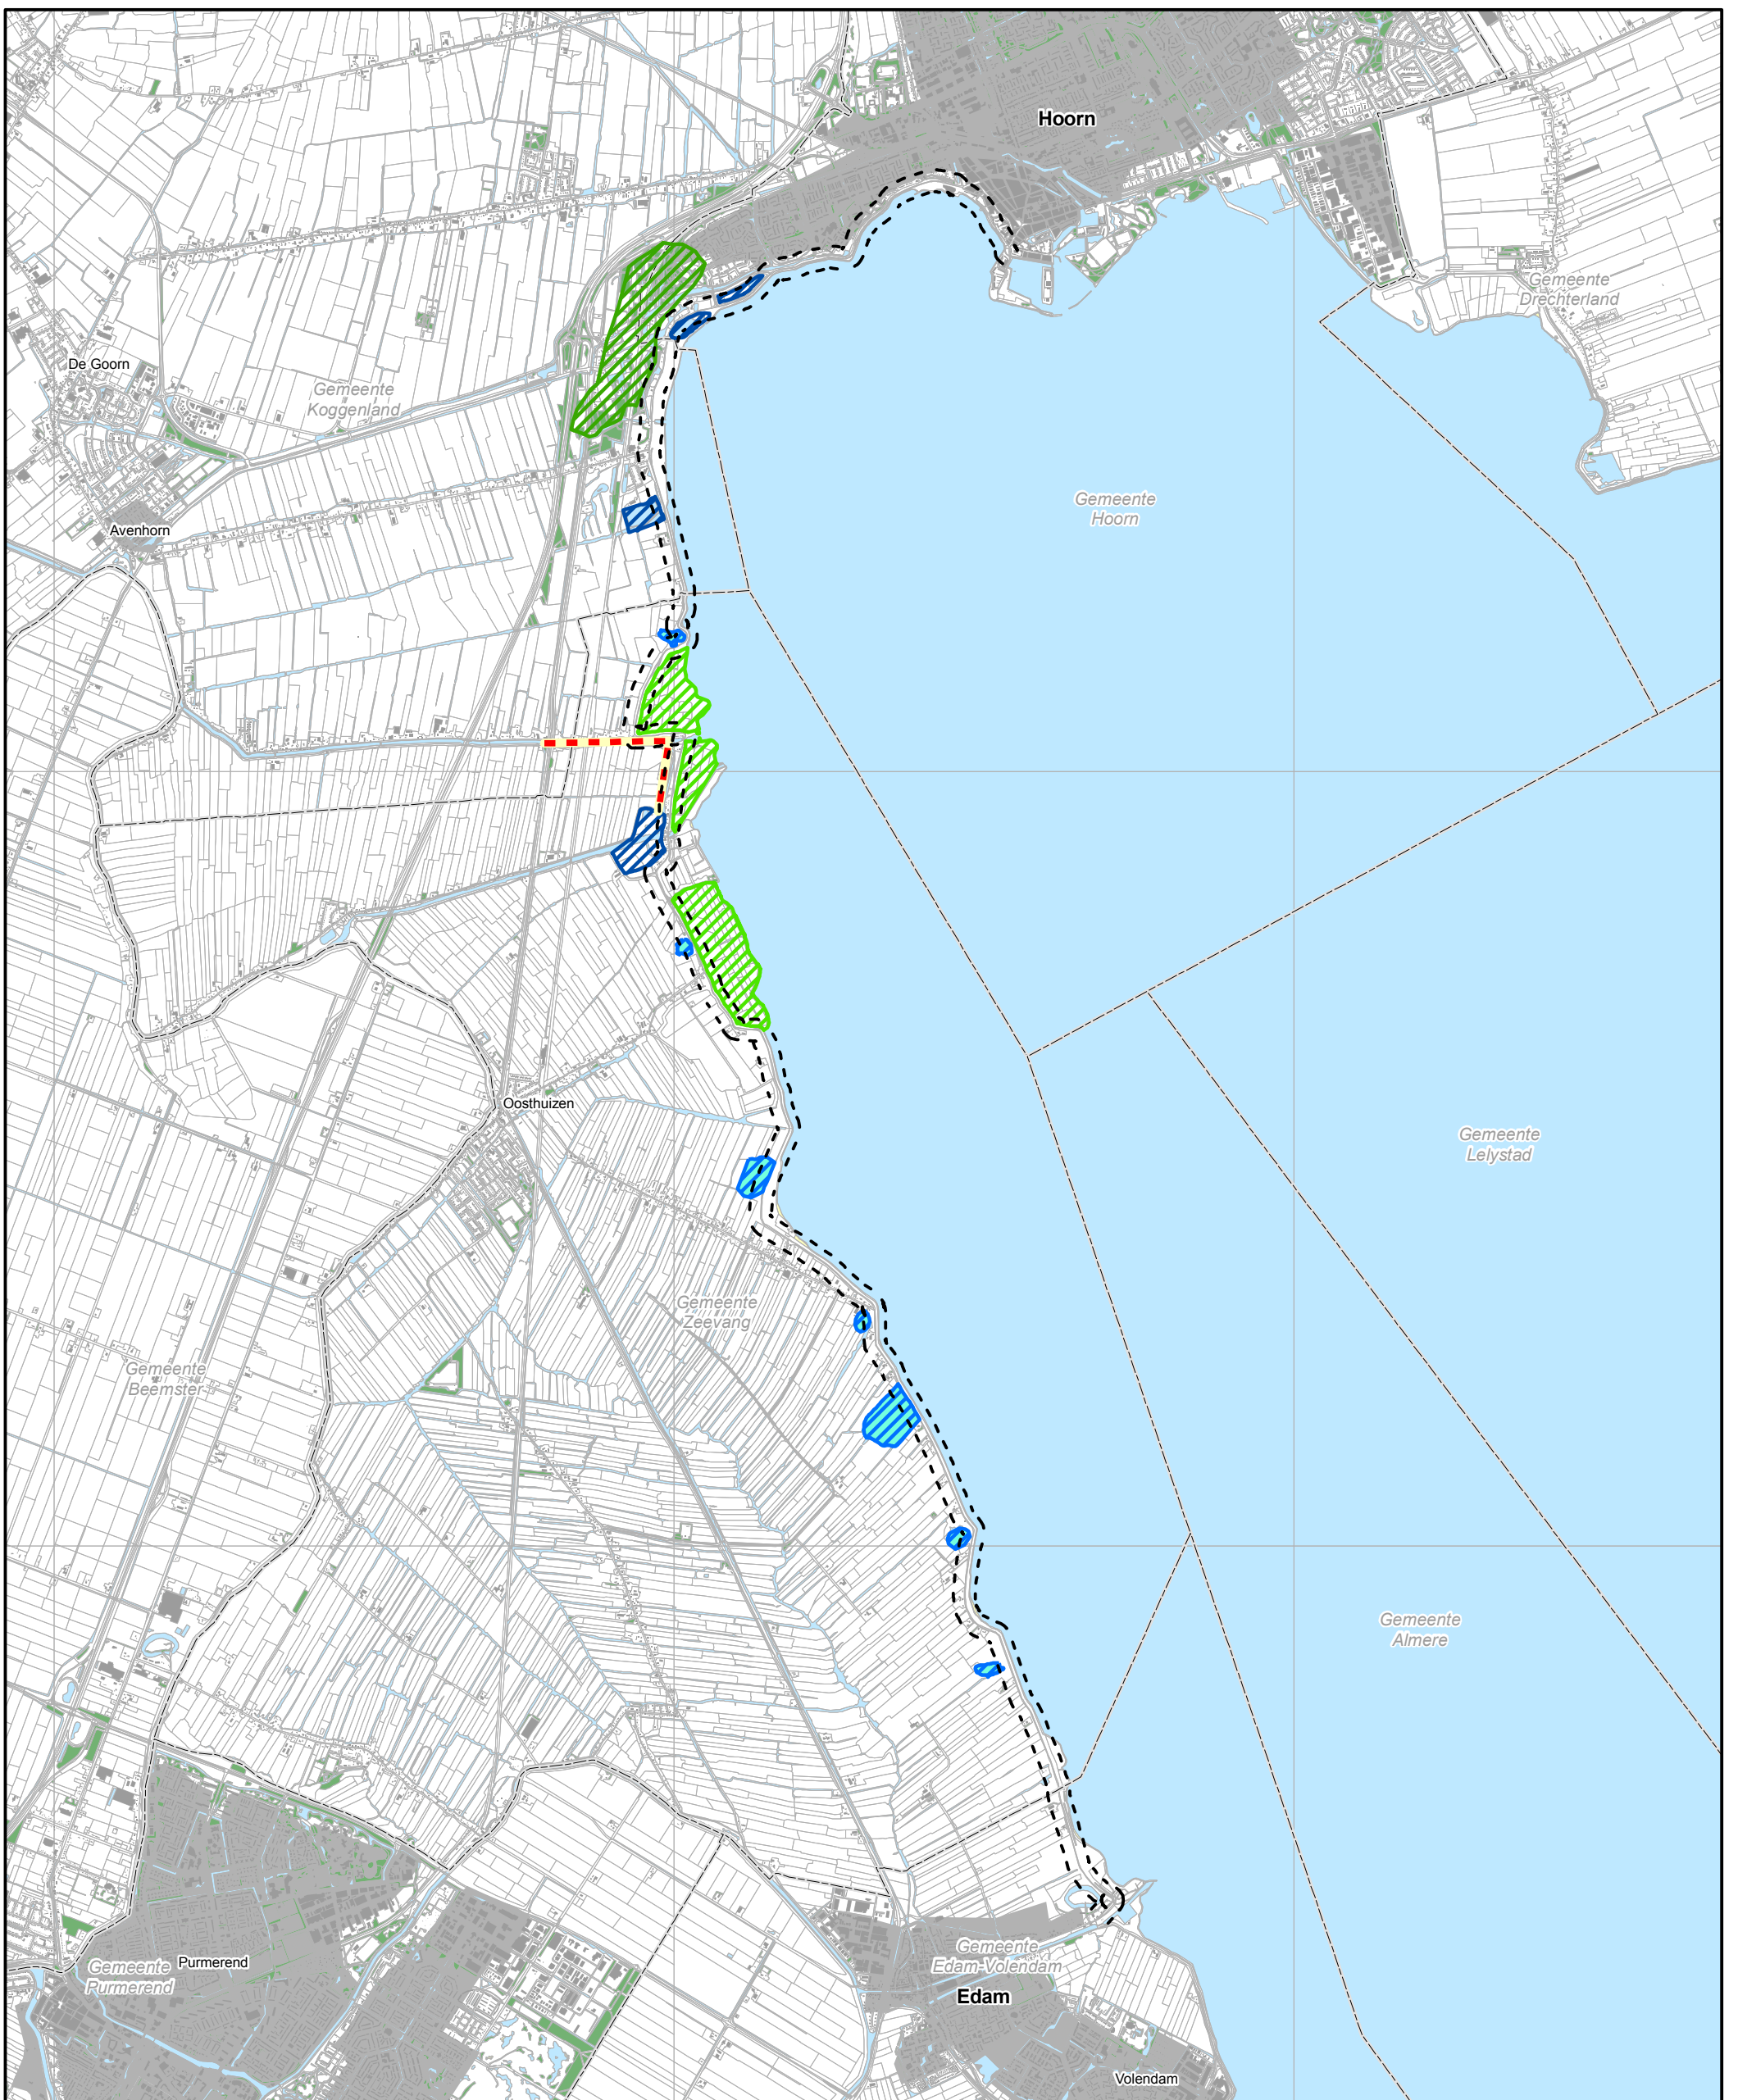 Hoorn
Gemeente
Drechterland
De Goorn
Gemeente
Koggenland
Gemeente
Hoorn
Avenhorn
Oosthuizen
Gemeente
Lelystad
Gemeente
Zeevang
Gemeente
Beemster
Gemeente
Almere
Gemeente
Edam-Volendam
Purmerend
Gemeente
Purmerend
Edam
Volendam